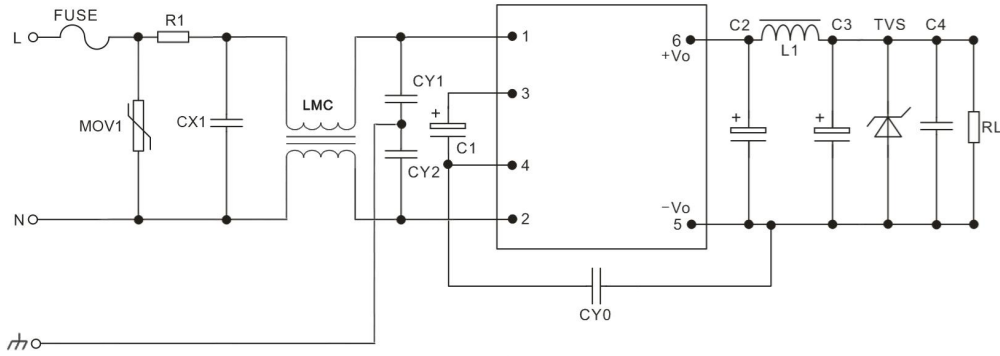 FUSE
L
R1
MOV1
CX1
LMC
CY1
CY2
+
C1
N
1
3
4
2
6
+Vo
−Vo
5
C2
L1
C3
TVS
C4
+
+
RL
CY0